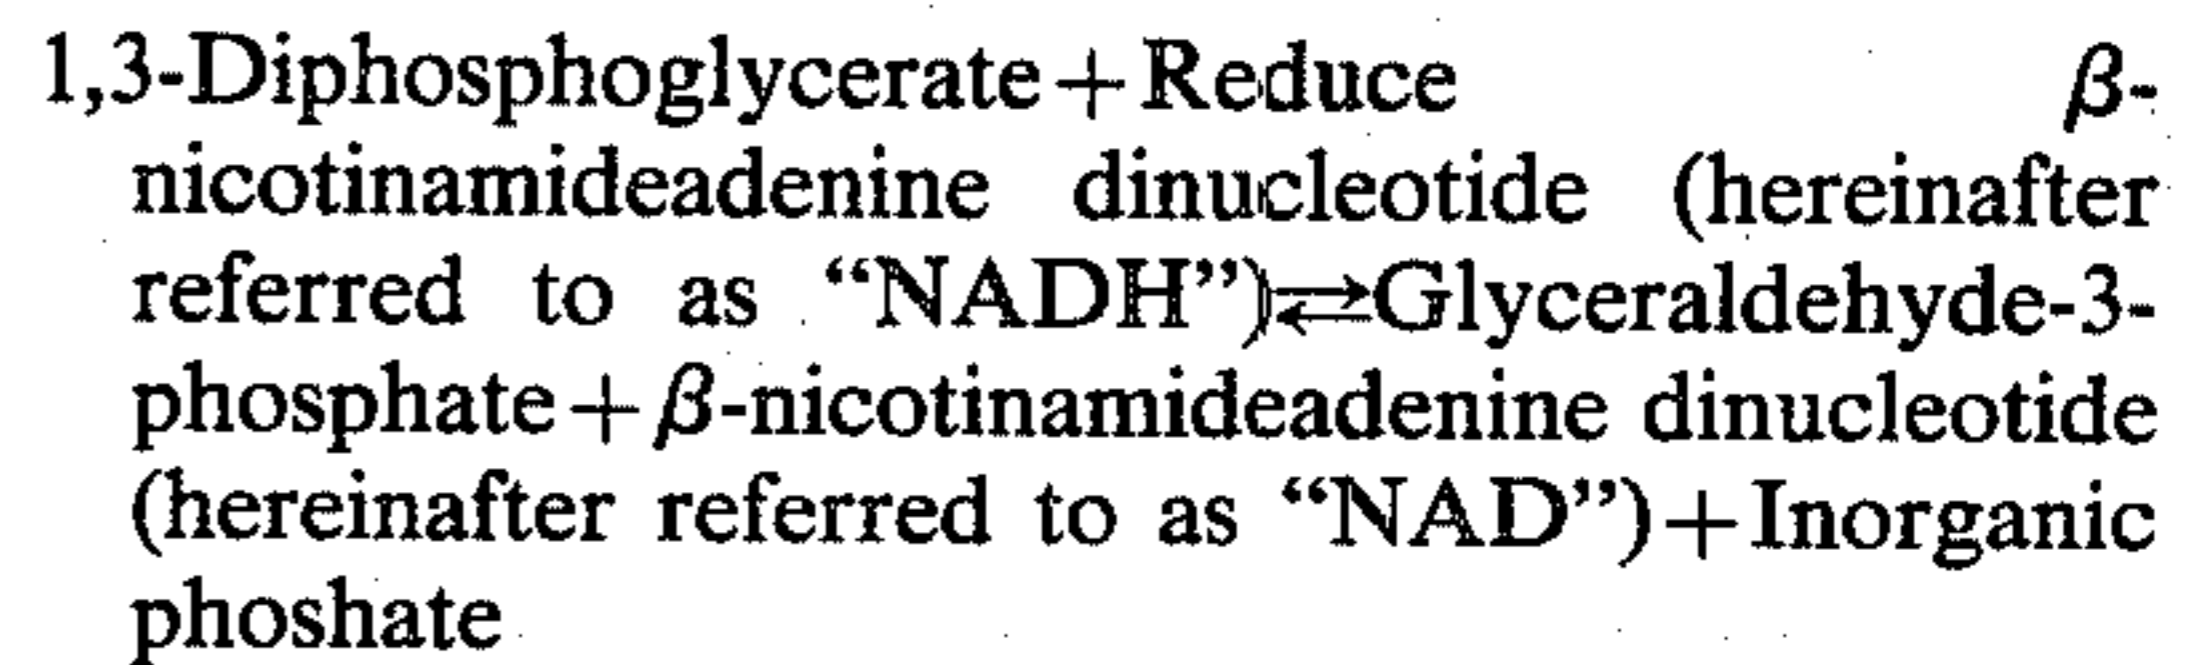 1,3-Diphosphoglycerate+Reduce β-
nicotinamideadenine dinucleotide (hereinafter
referred to as “NADH”)⇄Glyceraldehyde-3-
phosphate+β-nicotinamideadenine dinucleotide
(hereinafter referred to as “NAD”)+Inorganic
phoshate